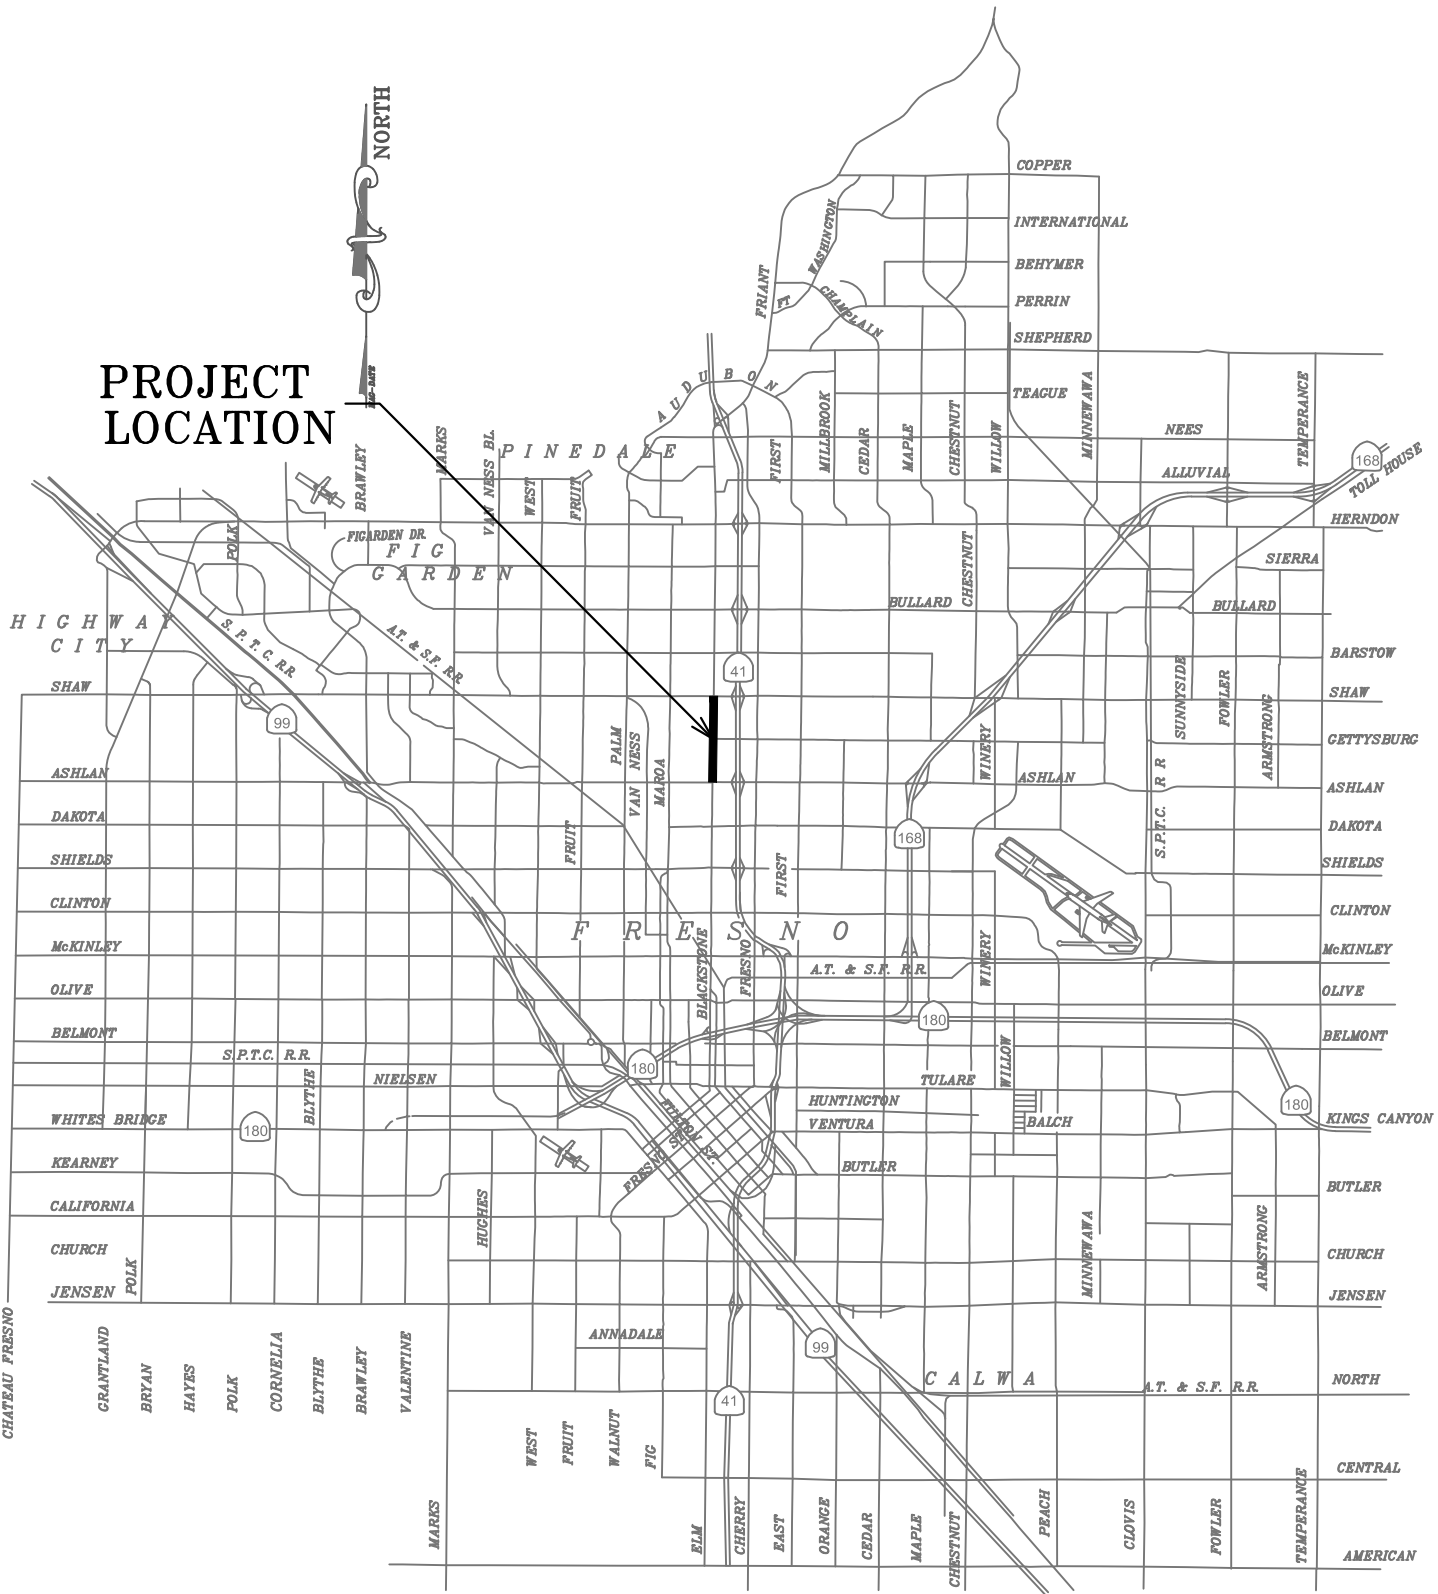 NORTH
PROJECT
LOCATION
COPPER
INTERNATIONAL
WASHINGTON
BEHYMER
FRIANT
FT
CHAMPLAIN
PERRIN
SHEPHERD
AUDUBON
TEAGUE
MILLBROOK
CEDAR
MAPLE
CHESTNUT
WILLOW
MINNEWAWA
TEMPERANCE
NEES
FIRST
BRAWLEY
MARKS
VAN NESS BL.
PINEDALE
WEST
FRUIT
ALLUVIAL
168
TOLL HOUSE
HERNDON
POLK
FIGARDEN DR.
FIG
GARDEN
CHESTNUT
SIERRA
BULLARD
BULLARD
HIGHWAY
CITY
S. P. T. C. RR
A.T. & S.F. RR
BARSTOW
41
SHAW
SHAW
99
SUNNYSIDE
FOWLER
ARMSTRONG
PALM
VAN NESS
MAROA
WINERY
GETTYSBURG
ASHLAN
ASHLAN
ASHLAN
S.P.T.C. R R
DAKOTA
DAKOTA
168
FRUIT
SHIELDS
SHIELDS
FIRST
CLINTON
CLINTON
FRESNO
McKINLEY
McKINLEY
BLACKSTONE
FRESNO
WINERY
A.T. & S.F. R.R.
OLIVE
OLIVE
180
BELMONT
BELMONT
S.P.T.C. R.R.
180
WILLOW
NIELSEN
TULARE
BLYTHE
HUNTINGTON
180
WHITES BRIDGE
180
FULTON ST.
FRESNO ST.
VENTURA
BALCH
KINGS CANYON
KEARNEY
BUTLER
BUTLER
CALIFORNIA
HUGHES
MINNEWAWA
ARMSTRONG
CHURCH
CHURCH
POLK
JENSEN
JENSEN
CHATEAU FRESNO
GRANTLAND
BRYAN
HAYES
POLK
CORNELIA
BLYTHE
BRAWLEY
VALENTINE
ANNADALE
99
CALWA
NORTH
A.T. & S.F. R.R.
41
WEST
FRUIT
WALNUT
FIG
CENTRAL
MARKS
ELM
CHERRY
EAST
ORANGE
CEDAR
MAPLE
CHESTNUT
PEACH
CLOVIS
FOWLER
TEMPERANCE
AMERICAN